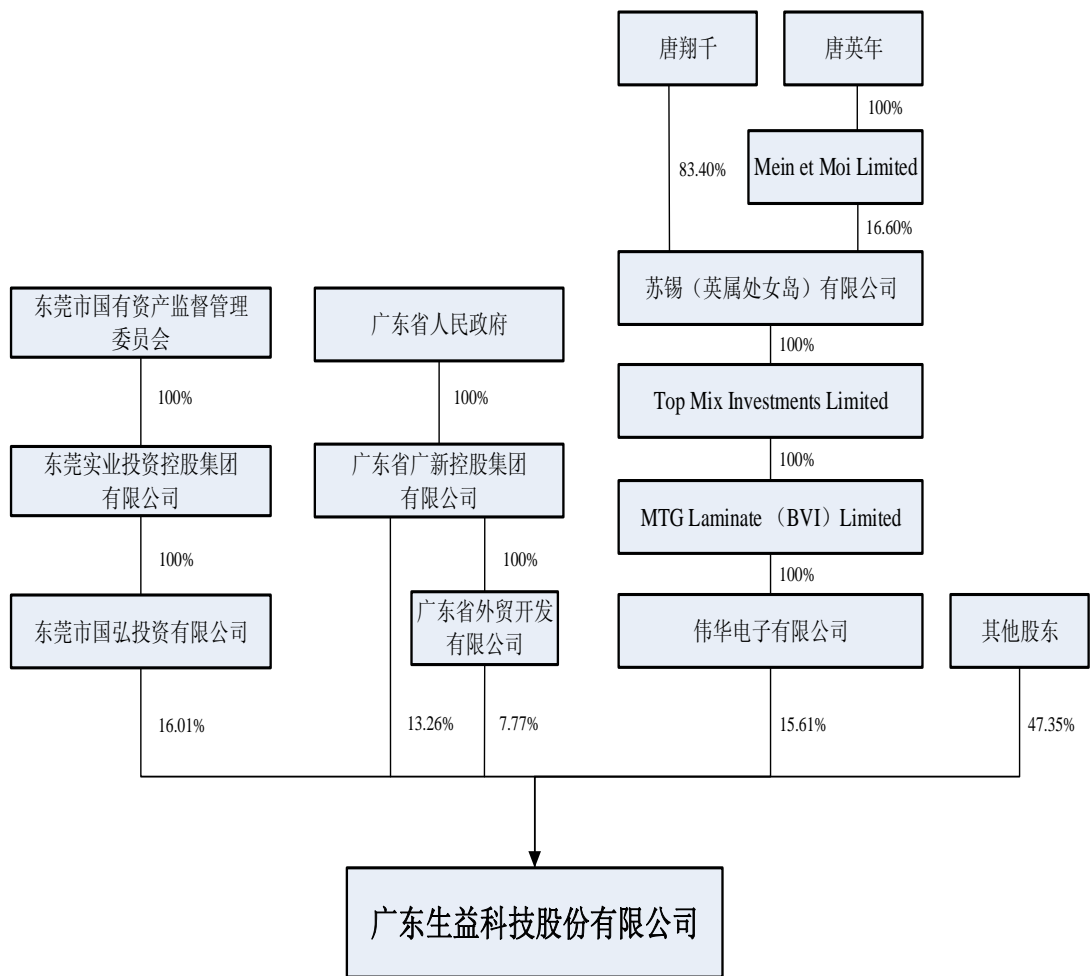 唐翔千
唐英年
100%
Mein et Moi Limited
83.40%
16.60%
苏锡（英属处女岛）有限公司
东莞市国有资产监督管理
委员会
广东省人民政府
100%
Top Mix Investments Limited
100%
100%
100%
东莞实业投资控股集团
有限公司
广东省广新控股集团
有限公司
MTG Laminate （BVI）Limited
100%
100%
100%
东莞市国弘投资有限公司
广东省外贸开发
有限公司
伟华电子有限公司
其他股东
16.01%
13.26%
7.77%
15.61%
47.35%
广东生益科技股份有限公司